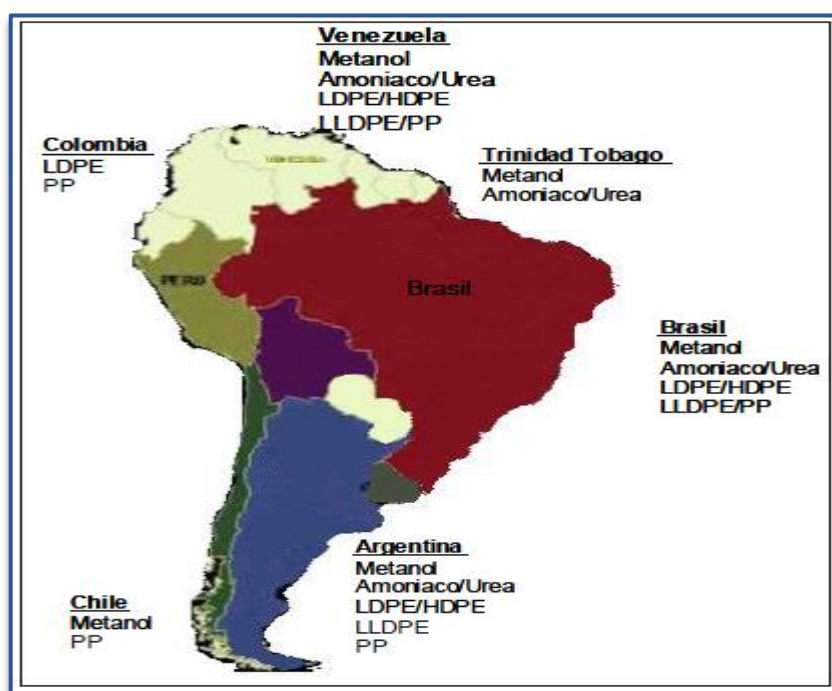 Venezuela
Metanol
Amoniaco/Urea
LDPE/HDPE
LLDPE/PP
Colombia
LDPE
PP
Trinidad Tobago
Metanol
Amoniaco/Urea
VENEZUELA
PERU
Brasil
Brasil
Metanol
Amoniaco/Urea
LDPE/HDPE
LLDPE/PP
Argentina
Metanol
Amoniaco/Urea
LDPE/HDPE
LLDPE
PP
Chile
Metanol
PP